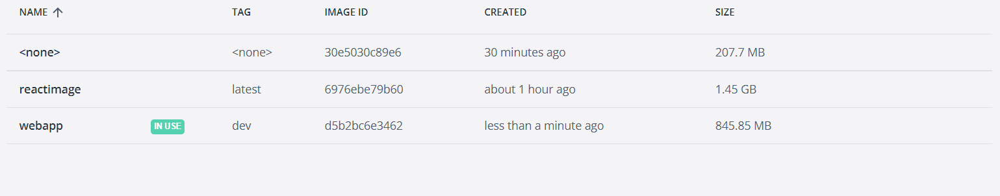 NAME TAG IMAGE ID CREATED SIZE
<none> <none> 30e5030c89e6 30 minutes ago 207.7 MB
reactimage latest 6976ebe79b60 about 1 hour ago 1.45 GB
webapp IN USE dev d5b2bc6e3462 less than a minute ago 845.85 MB